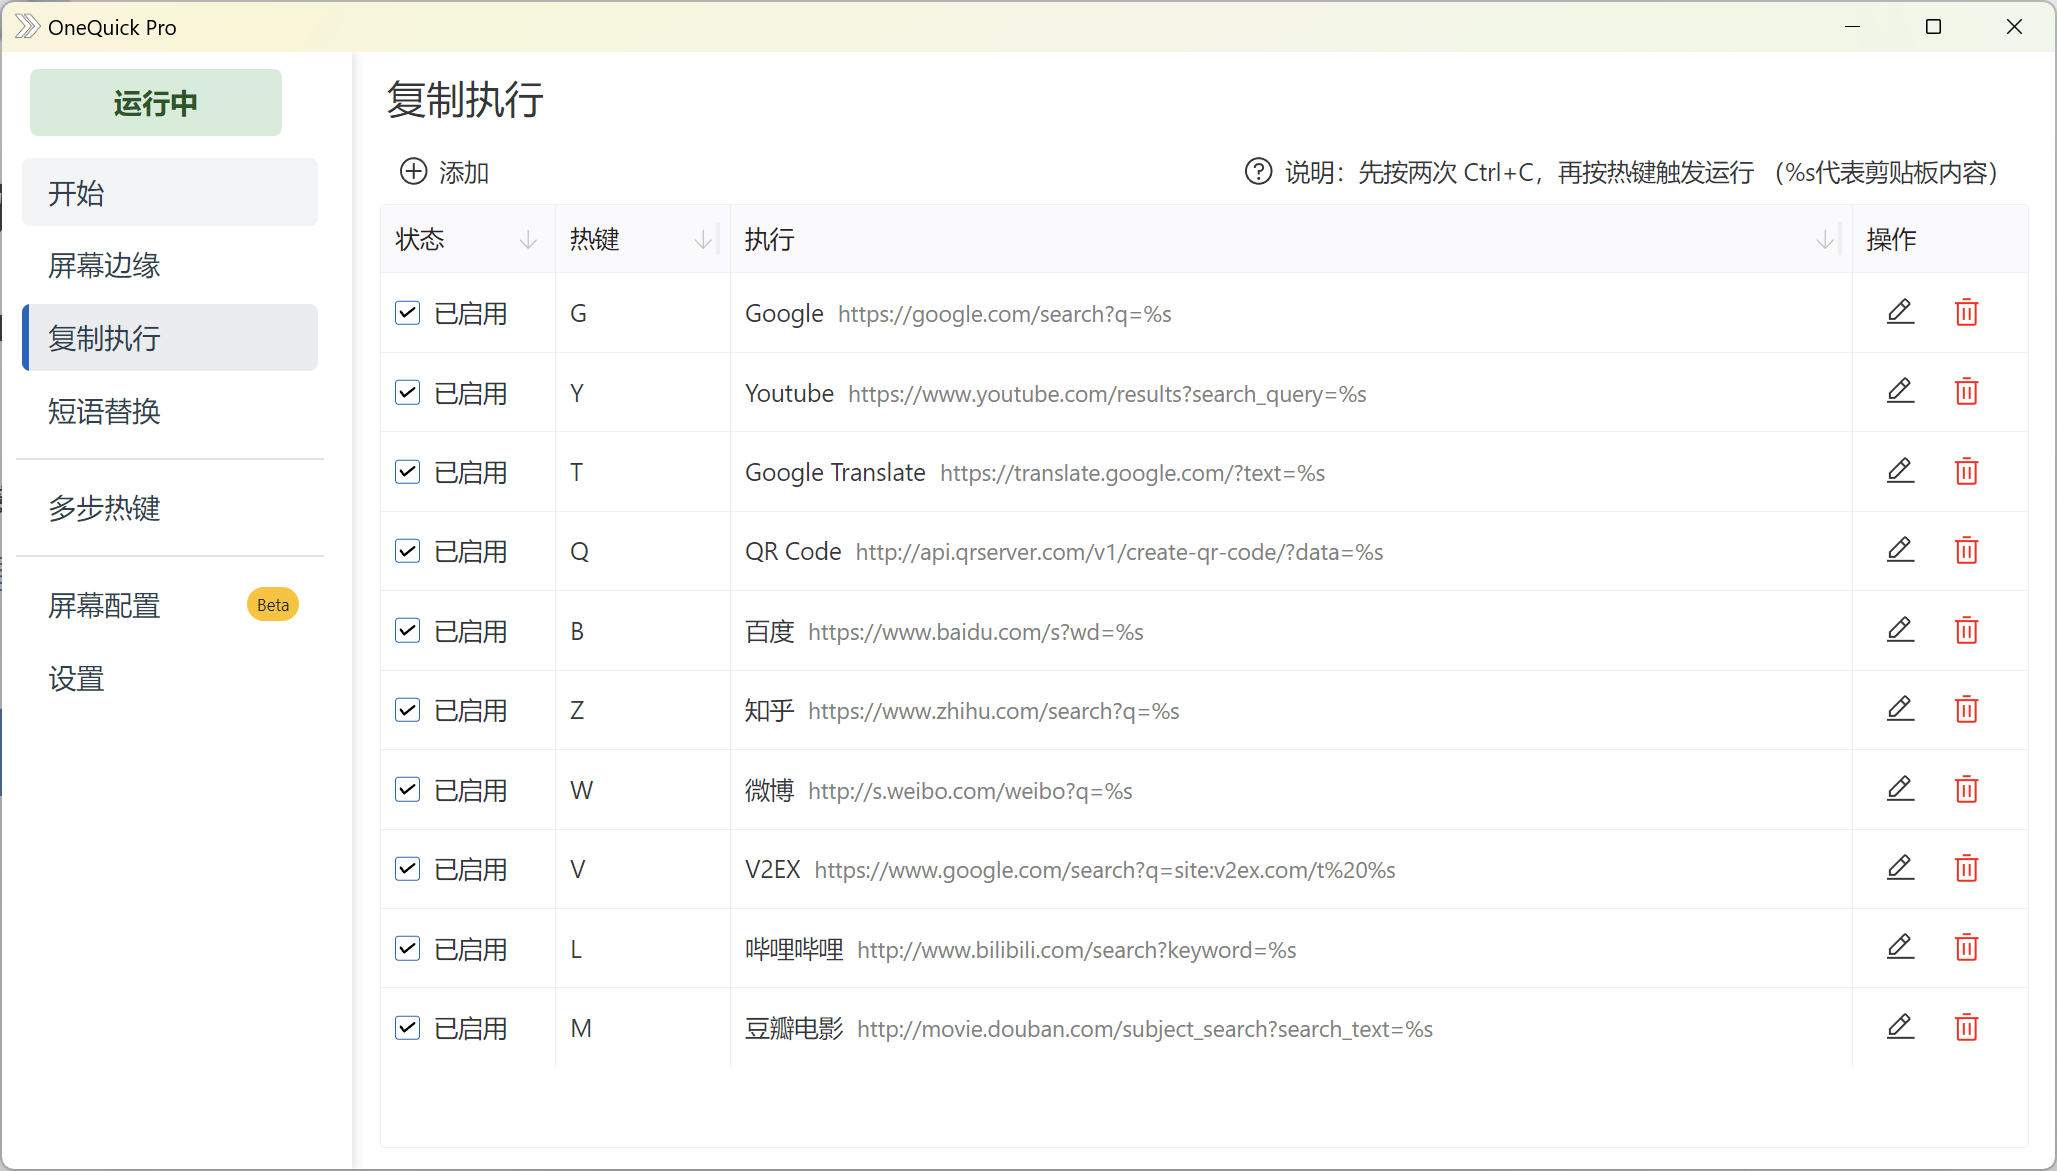 OneQuick Pro
运行中
开始
屏幕边缘
复制执行
短语替换
多步热键
屏幕配置 Beta
设置
复制执行
添加
说明：先按两次 Ctrl+C，再按热键触发运行 （%s代表剪贴板内容）
状态 热键 执行 操作
已启用 G Google https://google.com/search?q=%s
已启用 Y Youtube https://www.youtube.com/results?search_query=%s
已启用 T Google Translate https://translate.google.com/?text=%s
已启用 Q QR Code http://api.qrserver.com/v1/create-qr-code/?data=%s
已启用 B 百度 https://www.baidu.com/s?wd=%s
已启用 Z 知乎 https://www.zhihu.com/search?q=%s
已启用 W 微博 http://s.weibo.com/weibo?q=%s
已启用 V V2EX https://www.google.com/search?q=site:v2ex.com/t%20%s
已启用 L 哔哩哔哩 http://www.bilibili.com/search?keyword=%s
已启用 M 豆瓣电影 http://movie.douban.com/subject_search?search_text=%s